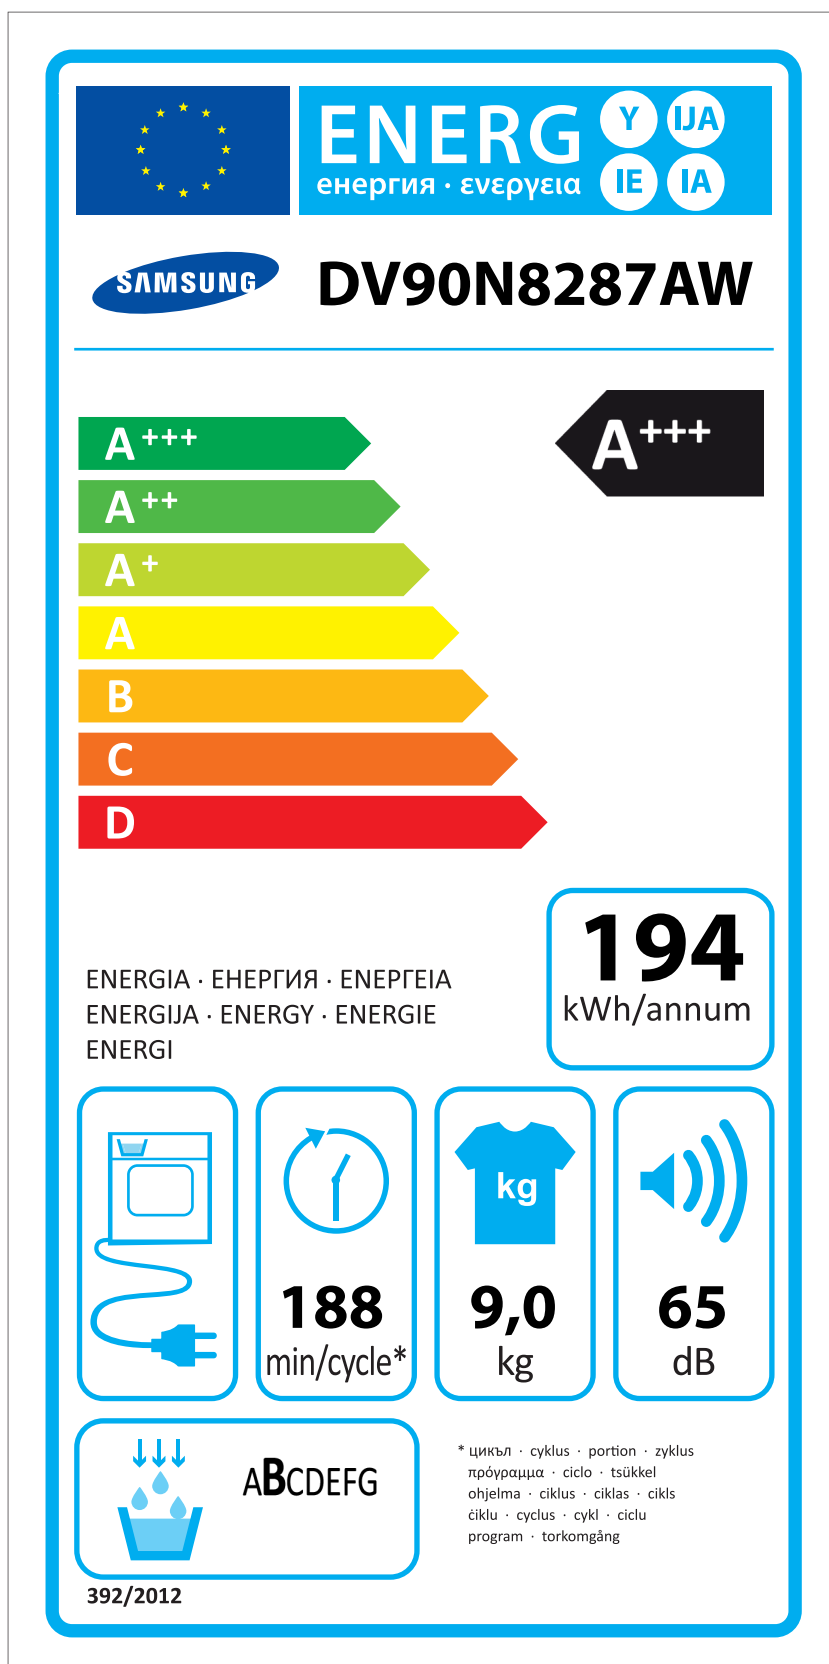 ENERG Y IJA
енергия · ενεργεια IE IA
SAMSUNG DV90N8287AW
A+++
A+++
A++
A+
A
B
C
D
194
kWh/annum
ENERGIA · ЕНЕРГИЯ · ΕΝΕΡΓΕΙΑ
ENERGIJA · ENERGY · ENERGIE
ENERGI
kg
188
min/cycle*
9,0
kg
65
dB
ABCDEFG
* цикъл · cyklus · portion · zyklus
πρόγραμμα · ciclo · tsükkel
ohjelma · ciklus · ciklas · cikls
ċiklu · cyclus · cykl · ciclu
program · torkomgång
392/2012